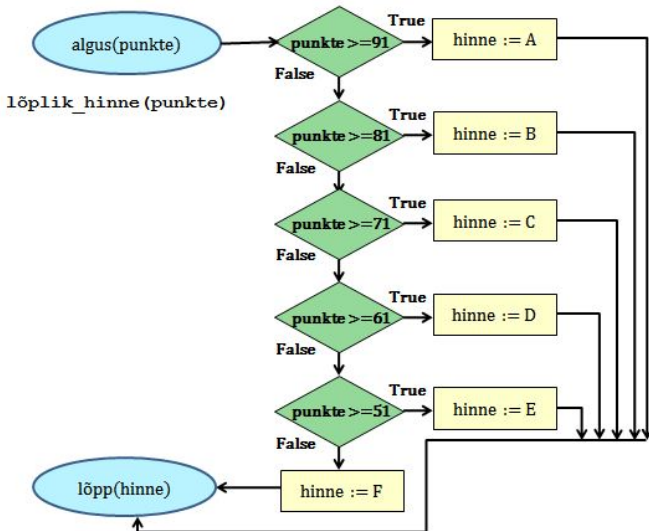 algus(punkte)
punkte>=91
True
hinne := A
False
lõplik_hinne(punkte)
punkte>=81
True
hinne := B
False
punkte>=71
True
hinne := C
False
punkte>=61
True
hinne := D
False
punkte>=51
True
hinne := E
False
hinne := F
lõpp(hinne)